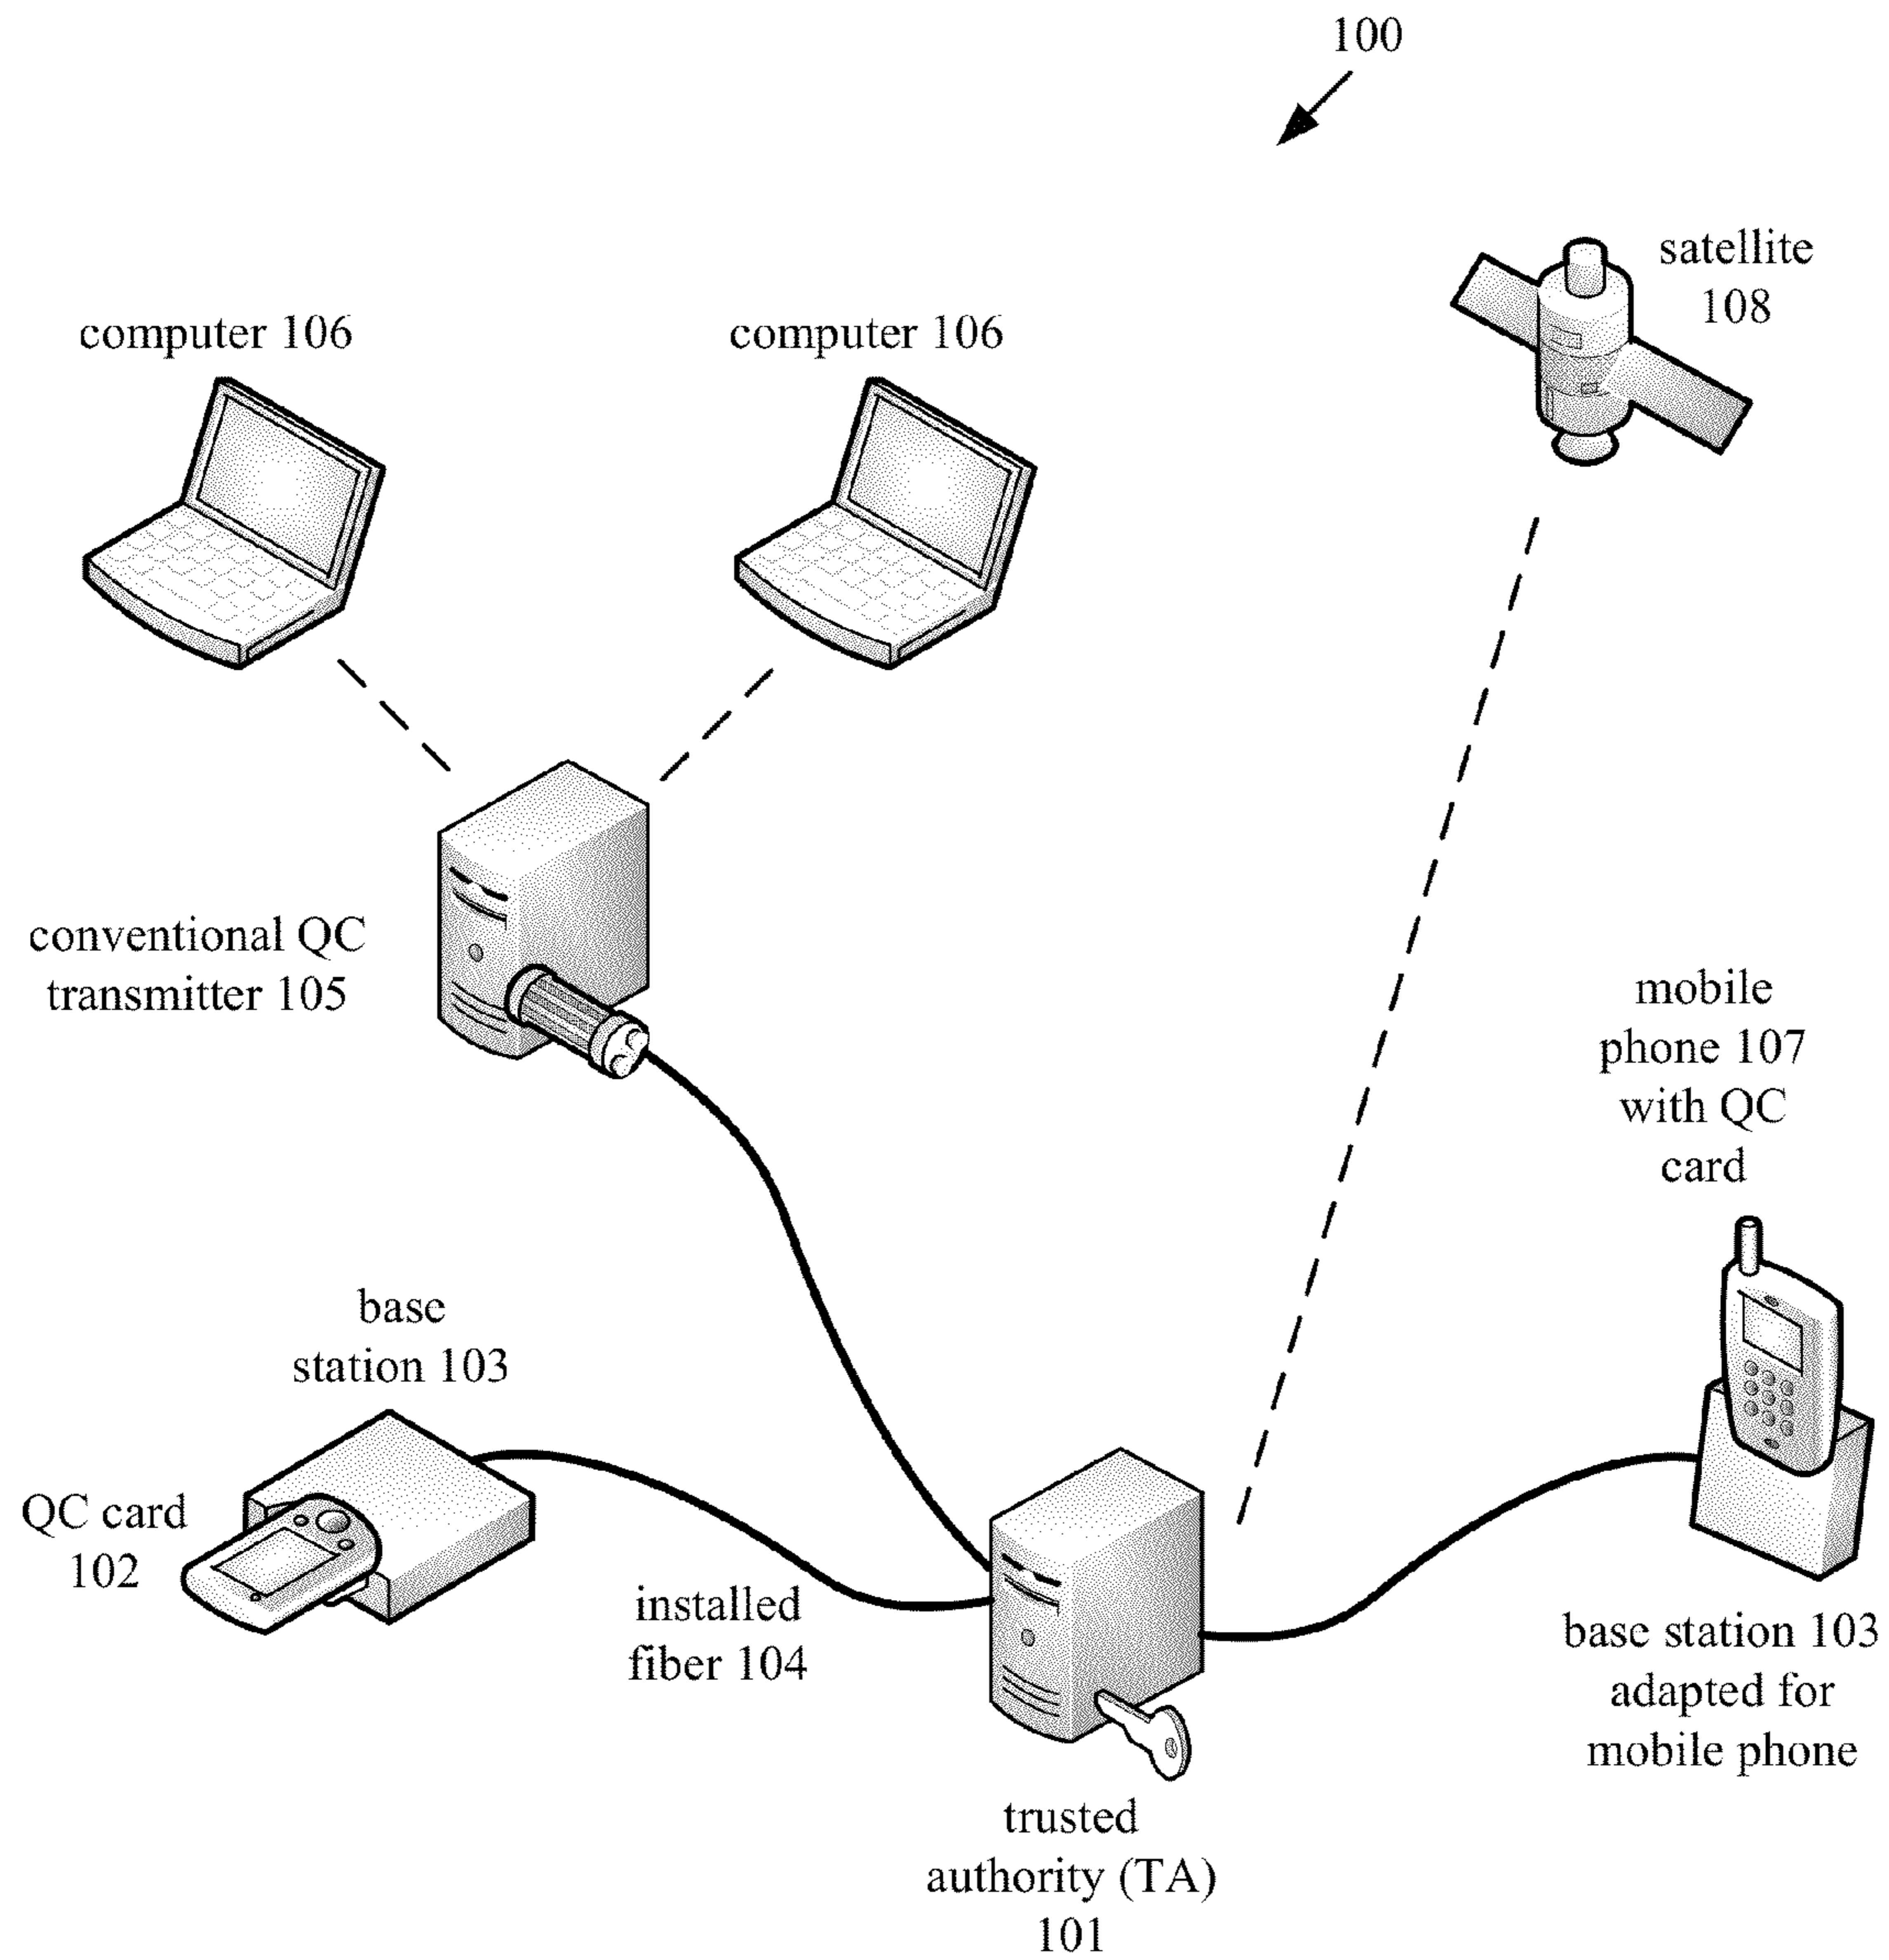 100
satellite
108
computer 106
computer 106
conventional QC
transmitter 105
mobile
phone 107
with QC
card
base
station 103
QC card
102
installed
fiber 104
base station 103
adapted for
mobile phone
trusted
authority (TA)
101